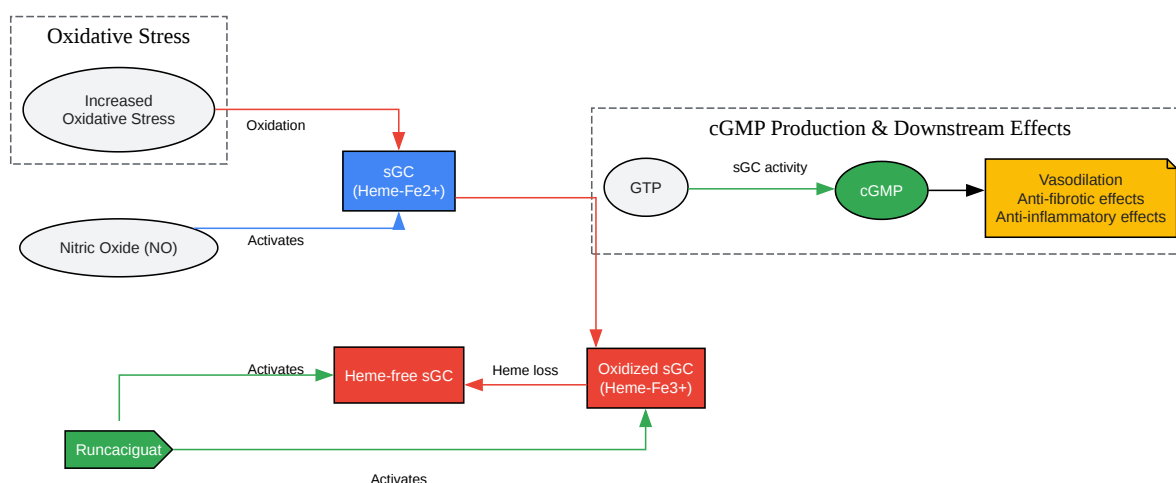 Oxidative Stress
Increased
Oxidative Stress
Oxidation
cGMP Production & Downstream Effects
sGC
(Heme-Fe2+)
GTP
sGC activity
cGMP
Vasodilation
Anti-fibrotic effects
Anti-inflammatory effects
Nitric Oxide (NO)
Activates
Activates
Heme-free sGC
Heme loss
Oxidized sGC
(Heme-Fe3+)
Runcaciguat
Activates